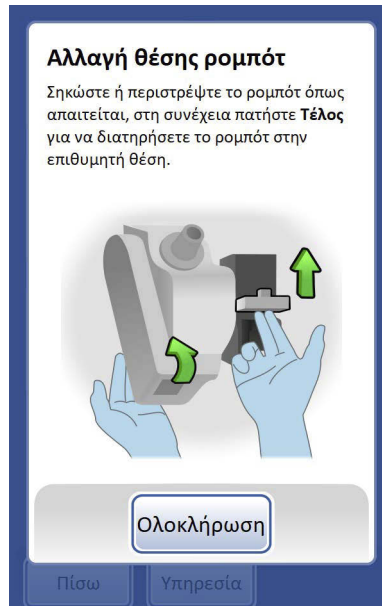 Αλλαγή θέσης ρομπότ
Σηκώστε ή περιστρέψτε το ρομπότ όπως
απαιτείται, στη συνέχεια πατήστε Τέλος
για να διατηρήσετε το ρομπότ στην
επιθυμητή θέση.
Ολοκλήρωση
Πίσω Υπηρεσία